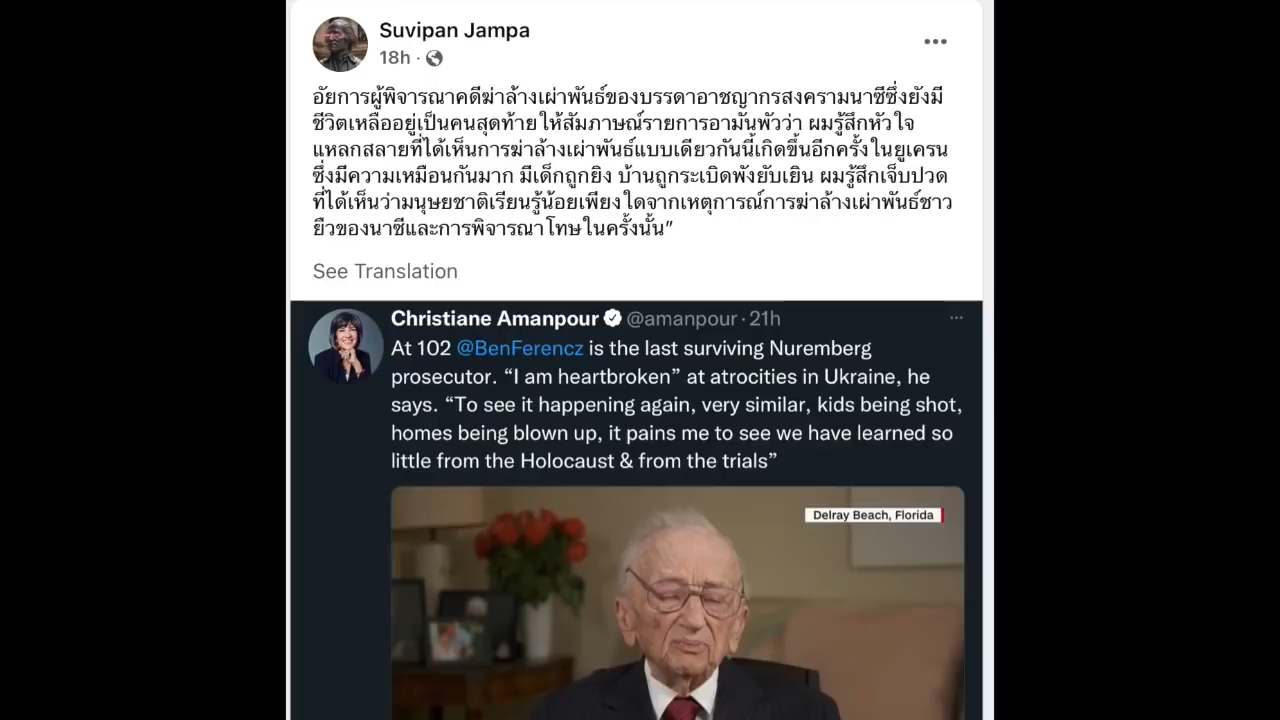 Suvipan Jampa
18h ·
อัยการผู้พิจารณาคดีฆ่าล้างเผ่าพันธ์ของบรรดาอาชญากรสงครามนาซีซึ่งยังมี
ชีวิตเหลืออยู่เป็นคนสุดท้าย ให้สัมภาษณ์รายการอามันพัวว่า ผมรู้สึกหัวใจ
แหลกสลายที่ได้เห็นการฆ่าล้างเผ่าพันธ์แบบเดียวกันนี้เกิดขึ้นอีกครั้งในยูเครน
ซึ่งมีความเหมือนกันมาก มีเด็กถูกยิง บ้านถูกระเบิดพังยับเยิน ผมรู้สึกเจ็บปวด
ที่ได้เห็นว่ามนุษยชาติเรียนรู้น้อยเพียงใดจากเหตุการณ์การฆ่าล้างเผ่าพันธ์ชาว
ยิวของนาซีและการพิจารณาโทษในครั้งนั้น”
See Translation
Christiane Amanpour @amanpour · 21h
At 102 @BenFerencz is the last surviving Nuremberg
prosecutor. “I am heartbroken” at atrocities in Ukraine, he
says. “To see it happening again, very similar, kids being shot,
homes being blown up, it pains me to see we have learned so
little from the Holocaust & from the trials”
Delray Beach, Florida